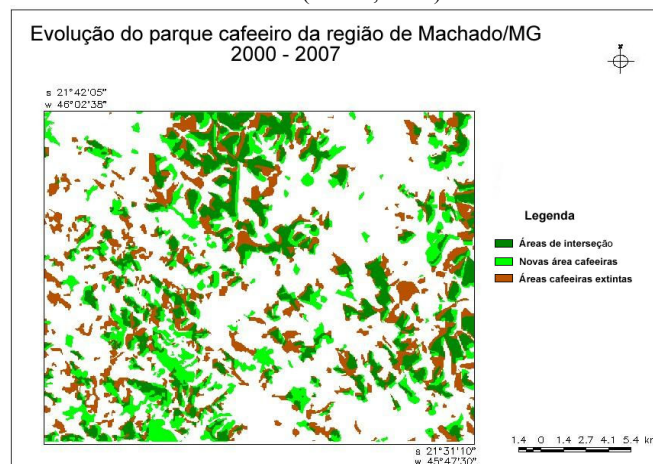 Evolução do parque cafeeiro da região de Machado/MG
2000 - 2007
s 21°42'05"
w 46°02'38"
Legenda
Áreas de interseção
Novas área cafeeiras
Áreas cafeeiras extintas
s 21°31'10"
w 45°47'30"
1.4 0 1.4 2.7 4.1 5.4 km